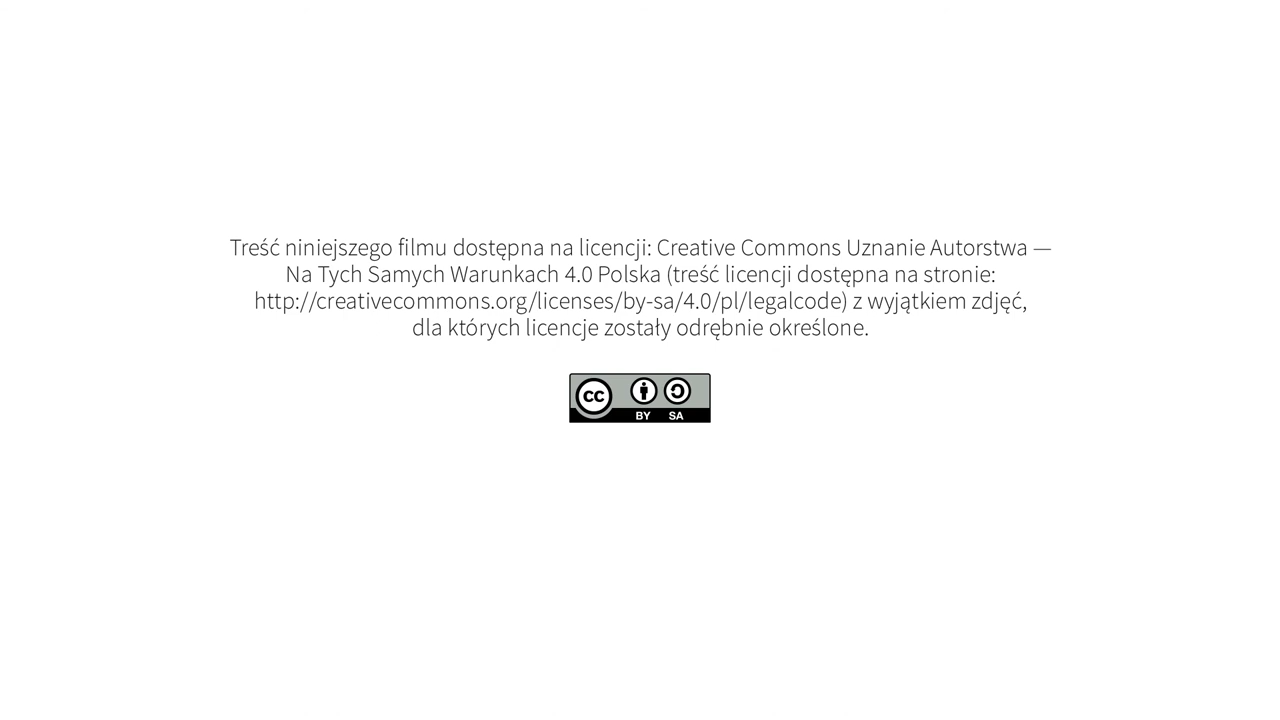 Treść niniejszego filmu dostępna na licencji: Creative Commons Uznanie Autorstwa —
Na Tych Samych Warunkach 4.0 Polska (treść licencji dostępna na stronie:
http://creativecommons.org/licenses/by-sa/4.0/pl/legalcode) z wyjątkiem zdjęć,
dla których licencje zostały odrębnie określone.
cc
BY SA